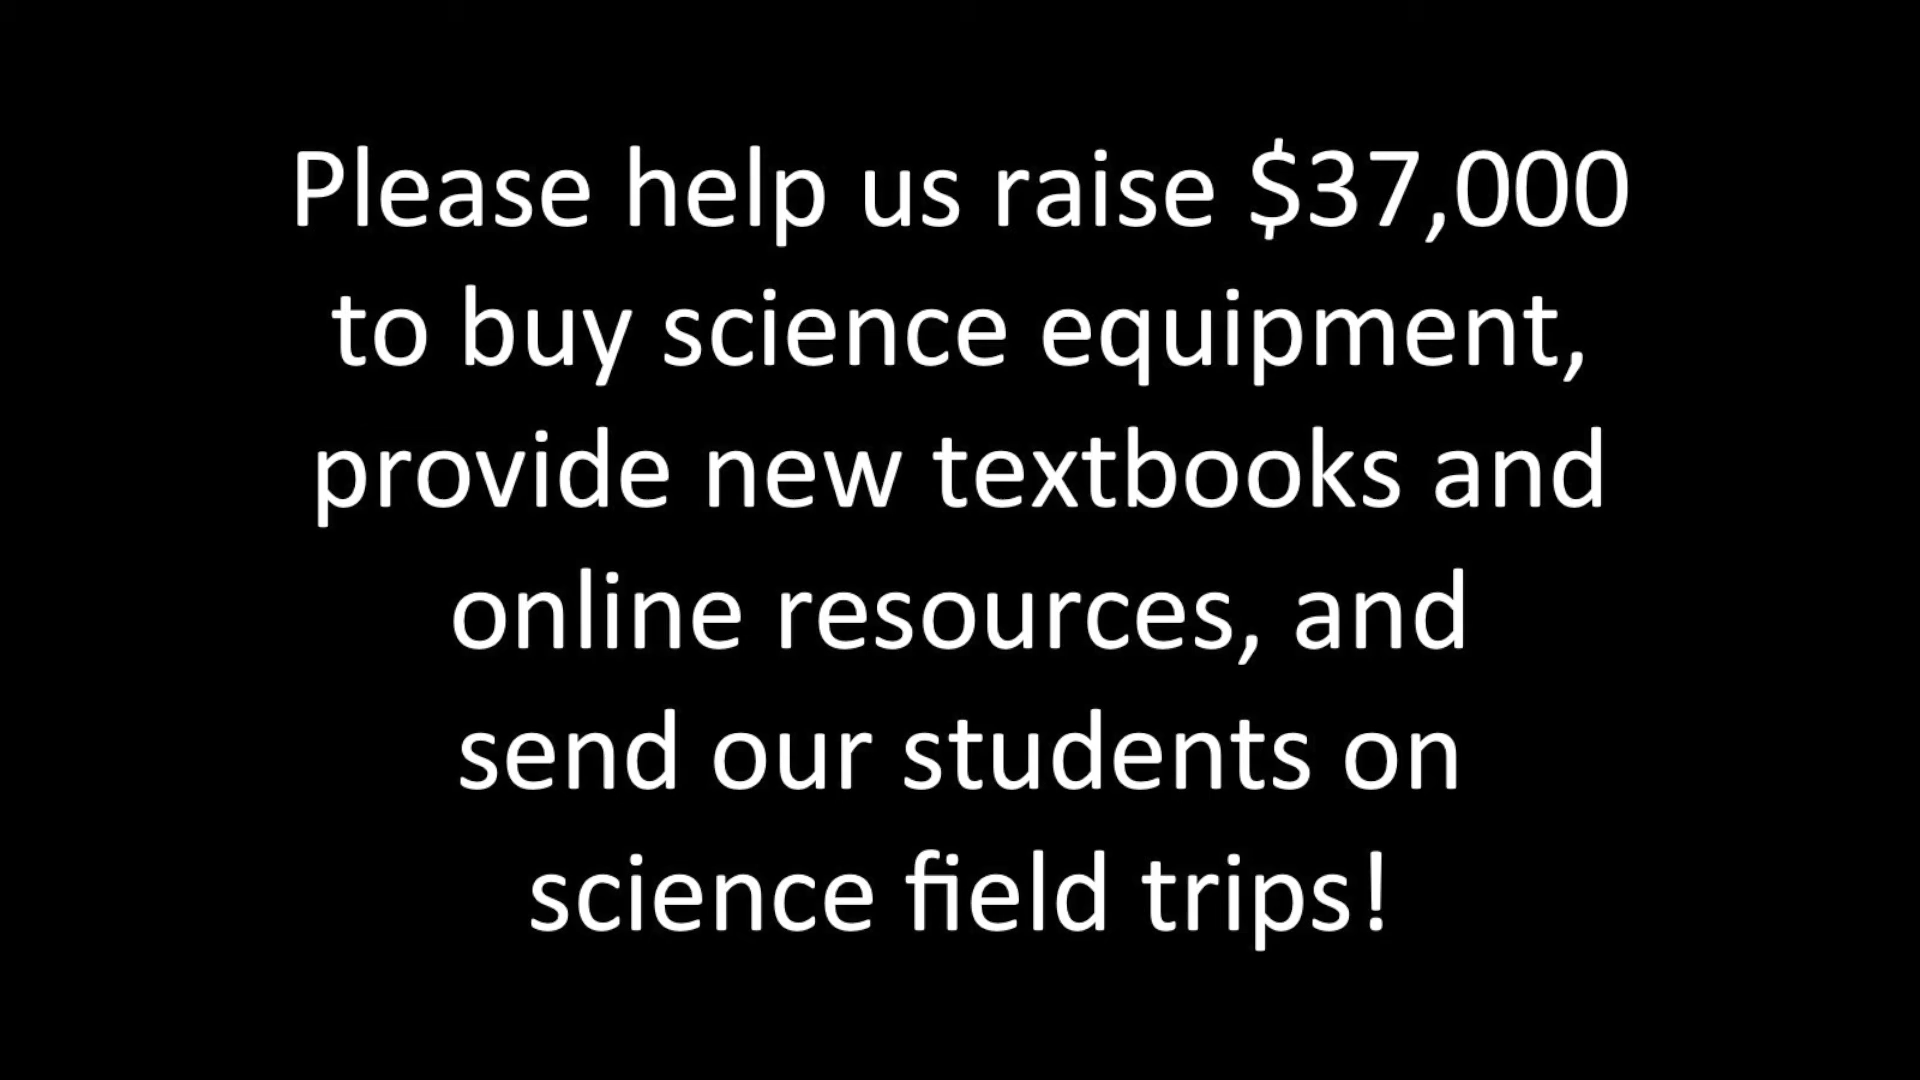 Please help us raise $37,000
to buy science equipment,
provide new textbooks and
online resources, and
send our students on
science field trips!